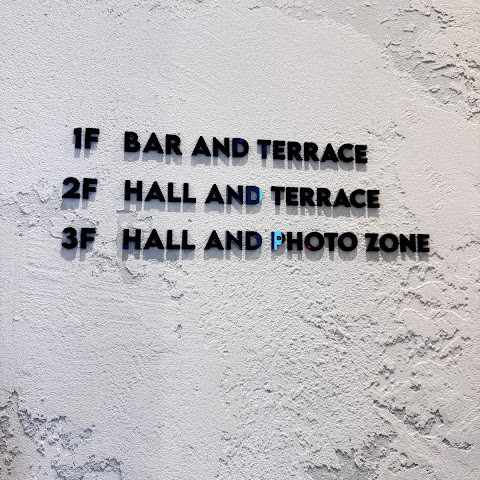 1F BAR AND TERRACE
2F HALL AND TERRACE
3F HALL AND PHOTO ZONE